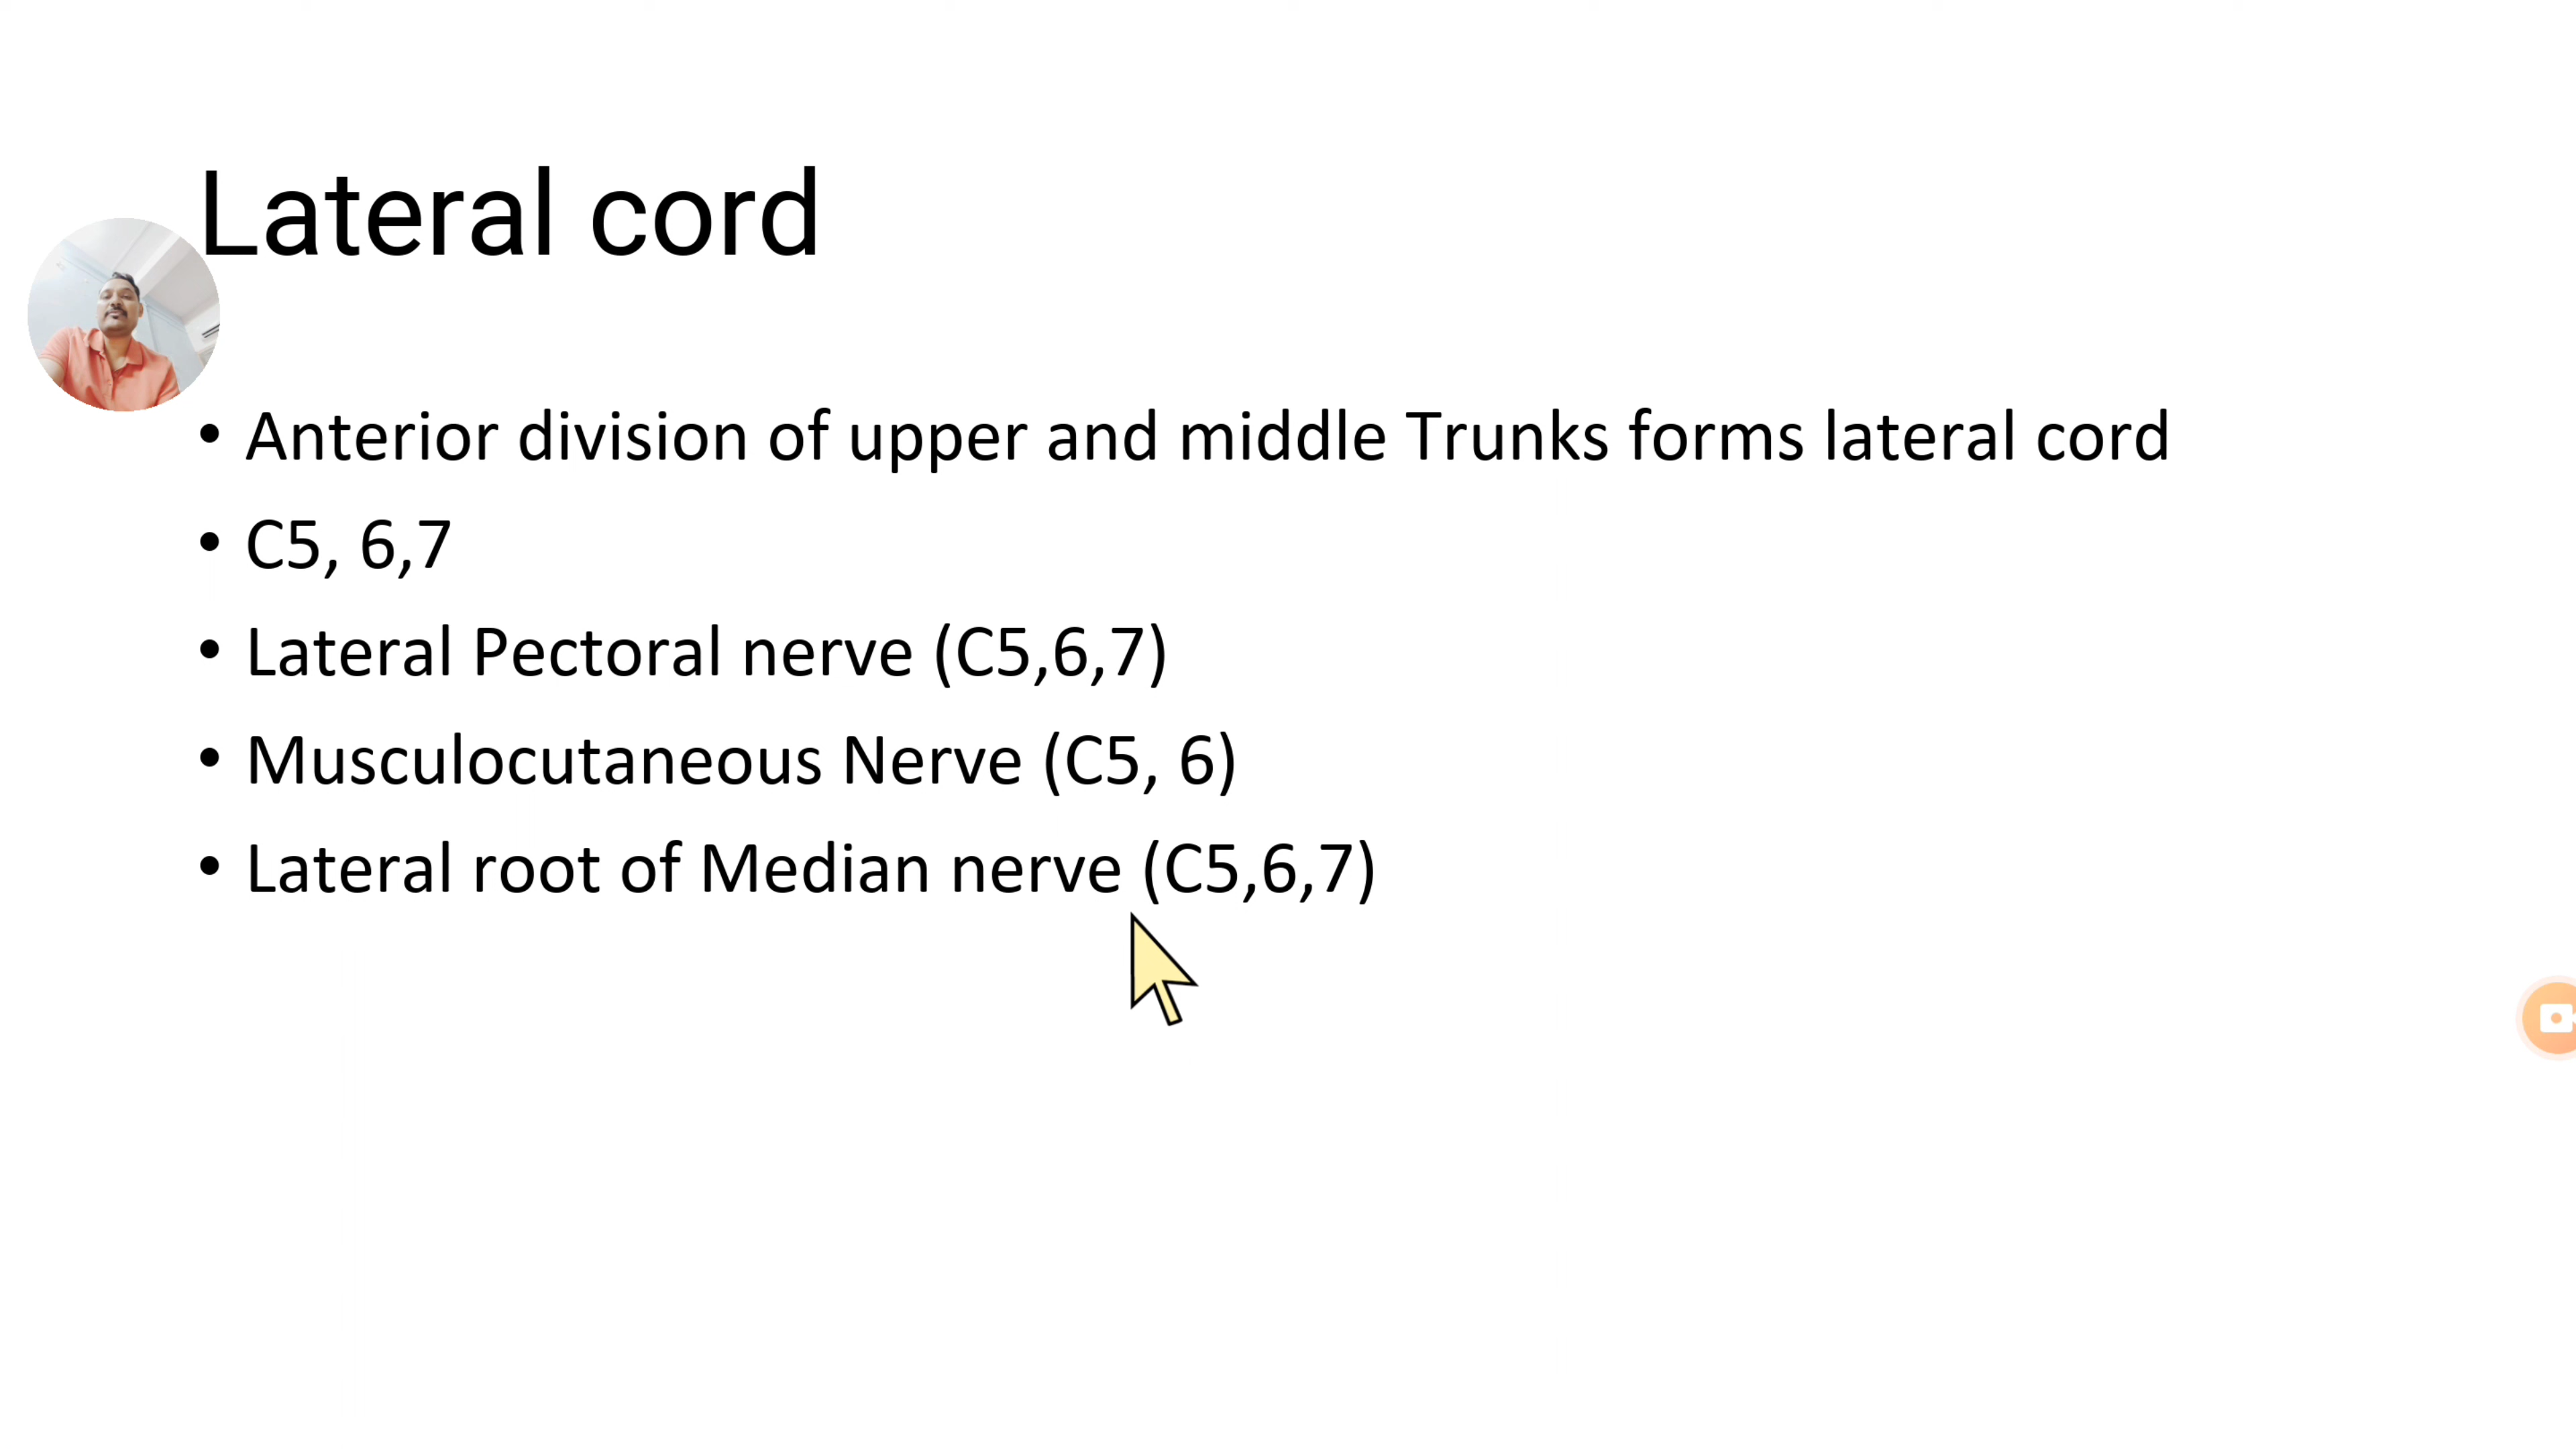 Lateral cord
• Anterior division of upper and middle Trunks forms lateral cord
• C5, 6,7
• Lateral Pectoral nerve (C5,6,7)
• Musculocutaneous Nerve (C5, 6)
• Lateral root of Median nerve (C5,6,7)